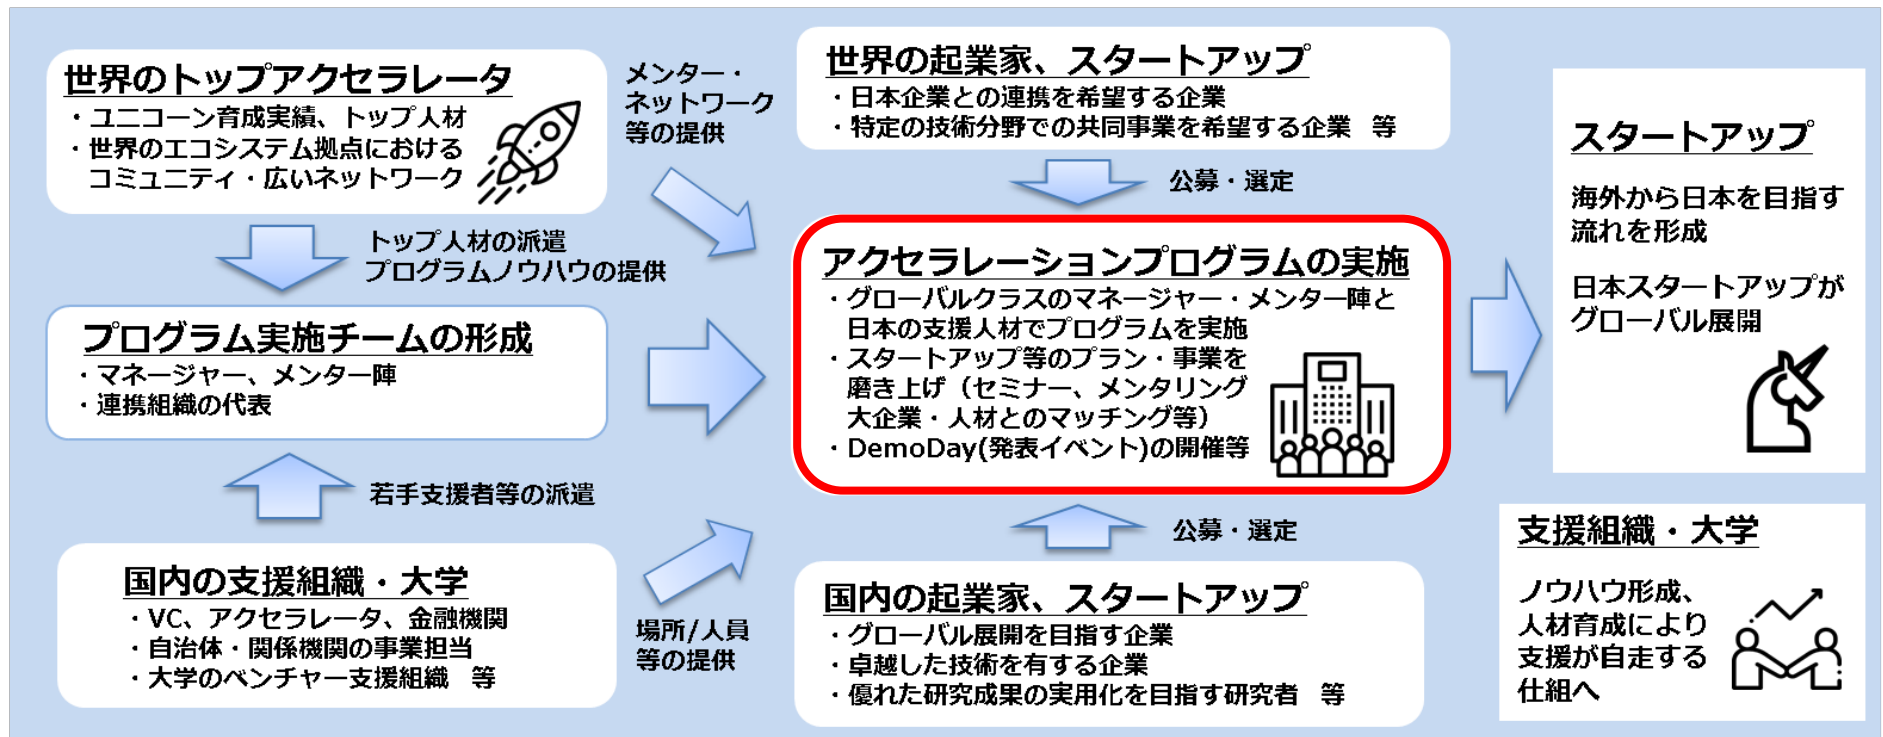 世界のトップアクセラレータ
・ユニコーン育成実績、トップ人材
・世界のエコシステム拠点における
コミュニティ・広いネットワーク
メンター・
ネットワーク
等の提供
トップ人材の派遣
プログラムノウハウの提供
プログラム実施チームの形成
・マネージャー、メンター陣
・連携組織の代表
若手支援者等の派遣
国内の支援組織・大学
・VC、アクセラレータ、金融機関
・自治体・関係機関の事業担当
・大学のベンチャー支援組織 等
場所/人員
等の提供
世界の起業家、スタートアップ
・日本企業との連携を希望する企業
・特定の技術分野での共同事業を希望する企業 等
公募・選定
アクセラレーションプログラムの実施
・グローバルクラスのマネージャー・メンター陣と
日本の支援人材でプログラムを実施
・スタートアップ等のプラン・事業を
磨き上げ（セミナー、メンタリング
大企業・人材とのマッチング等）
・DemoDay(発表イベント)の開催等
公募・選定
国内の起業家、スタートアップ
・グローバル展開を目指す企業
・卓越した技術を有する企業
・優れた研究成果の実用化を目指す研究者 等
スタートアップ
海外から日本を目指す
流れを形成
日本スタートアップが
グローバル展開
支援組織・大学
ノウハウ形成、
人材育成により
支援が自走する
仕組へ